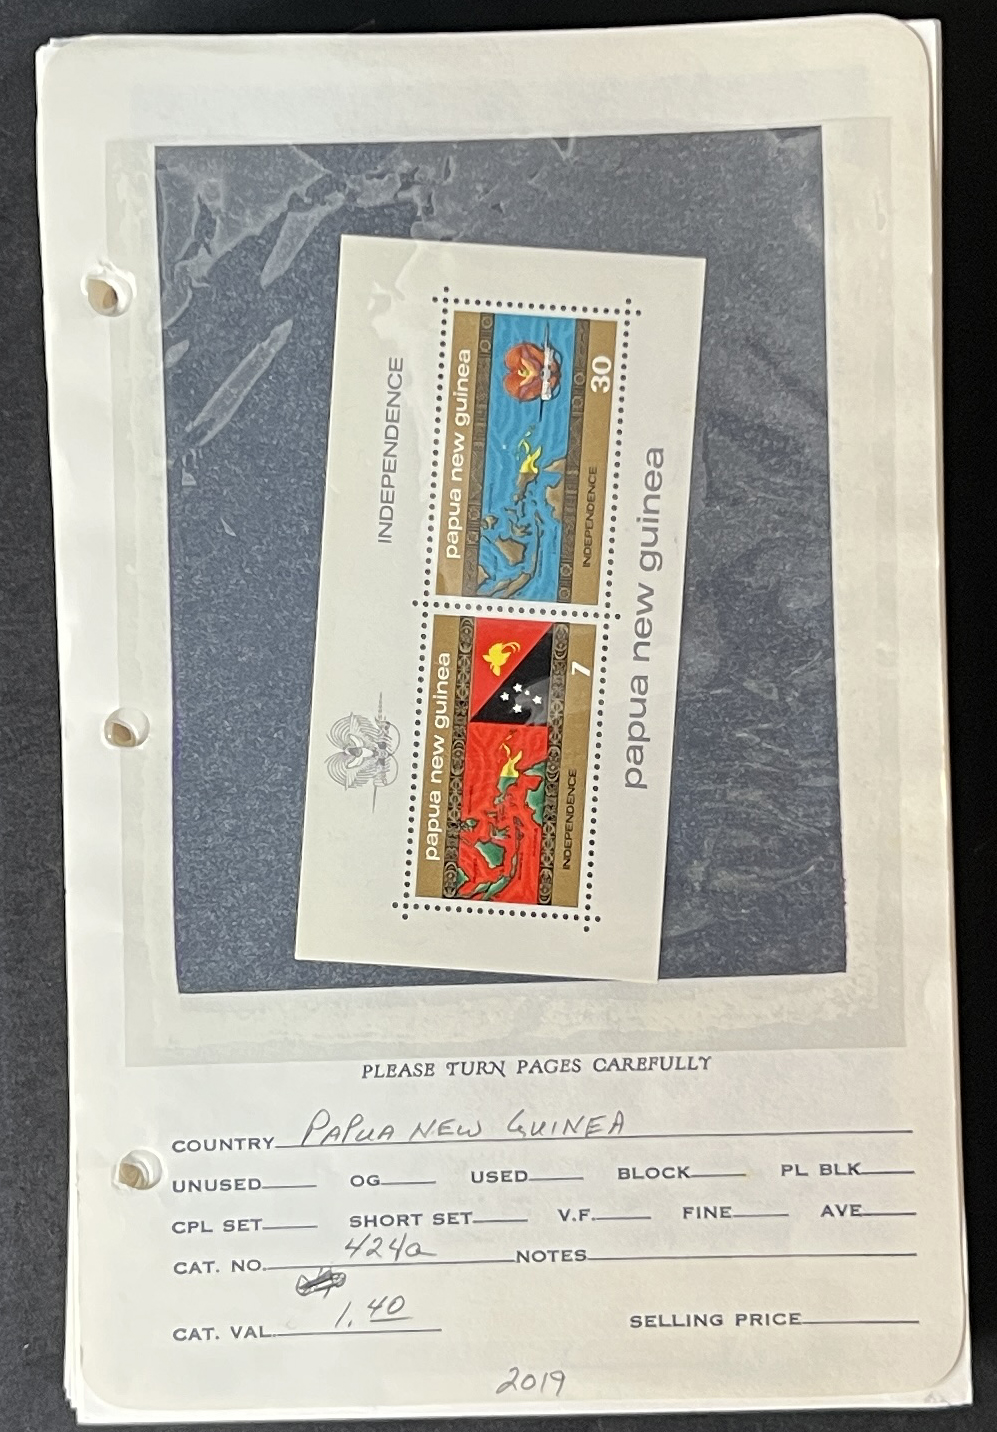 INDEPENDENCE
papua new guinea
30
INDEPENDENCE
papua new guinea
7
INDEPENDENCE
papua new guinea
PLEASE TURN PAGES CAREFULLY
COUNTRY PAPUA NEW GUINEA
UNUSED OG USED BLOCK PL BLK
CPL SET SHORT SET V.F. FINE AVE
CAT. NO. 424a NOTES
CAT. VAL. 1.40 SELLING PRICE
2019